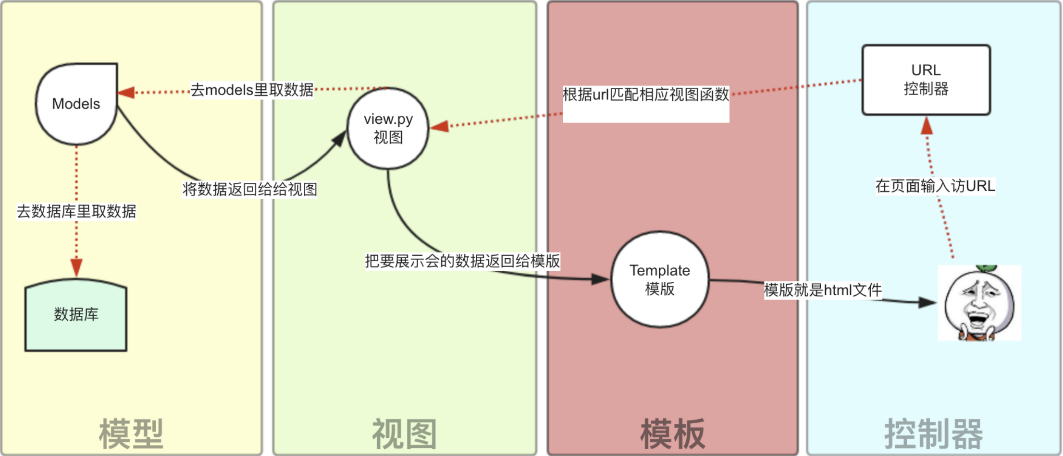 URL
控制器
Models
去models里取数据
根据url匹配相应视图函数
view.py
视图
将数据返回给给视图
在页面输入访URL
去数据库里取数据
把要展示会的数据返回给模版
Template
模版
模版就是html文件
数据库
模型
视图
模板
控制器